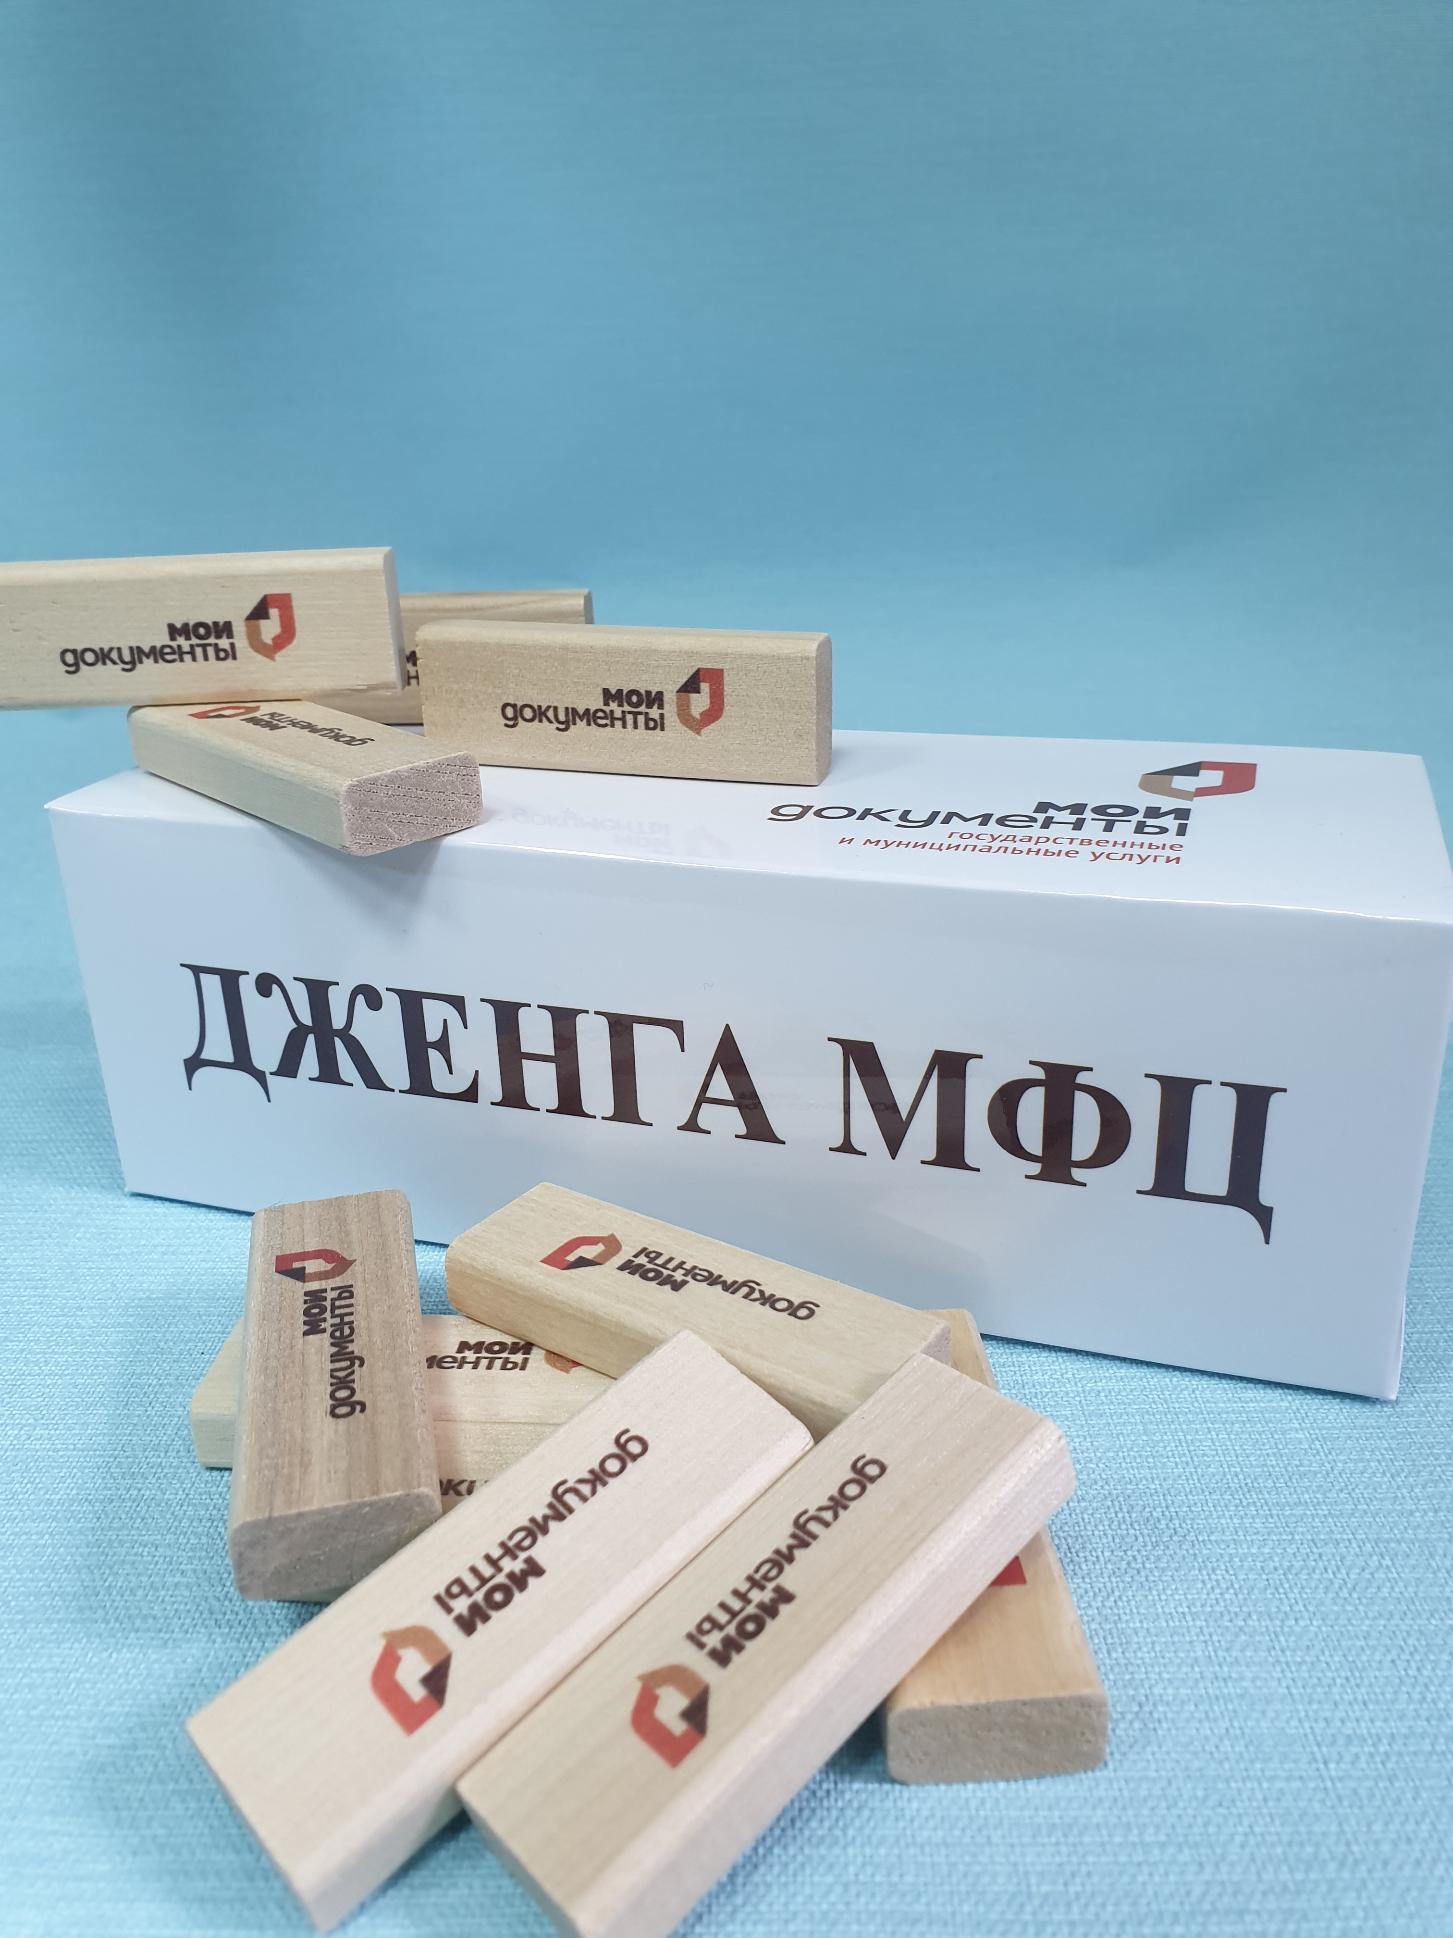 мои
документы
мои
документы
мои
документы
мои
документы
государственные
и муниципальные услуги
ДЖЕНГА МФЦ
мои
документы
мои
документы
мои
мои
документы
мои
документы